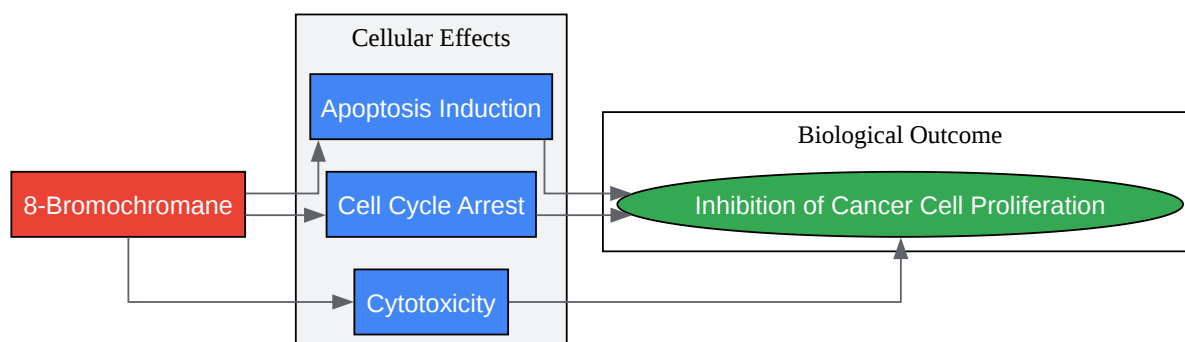 Cellular Effects
Apoptosis Induction
Biological Outcome
8-Bromochromane
Cell Cycle Arrest
Inhibition of Cancer Cell Proliferation
Cytotoxicity